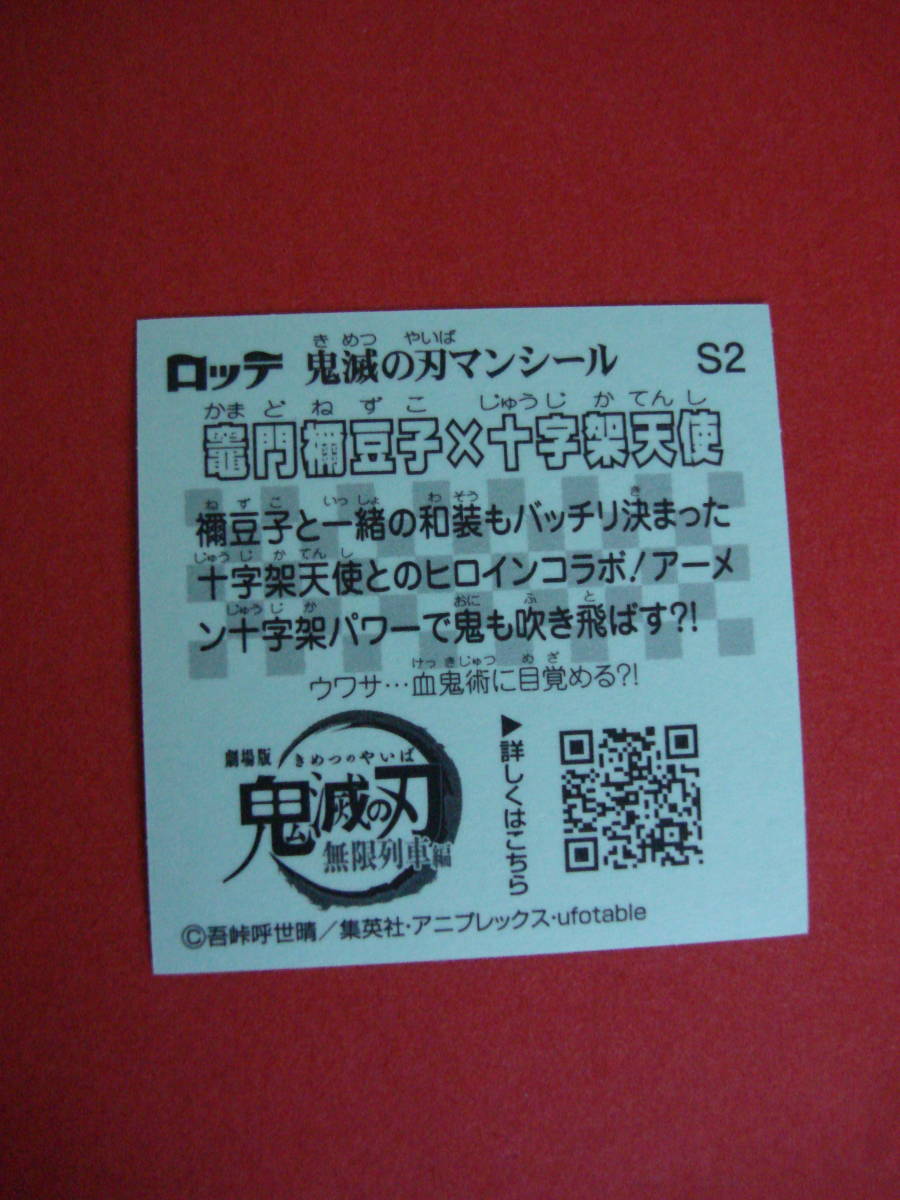 ロッテ 鬼滅の刃マンシール S2
きめつ やいば
かまどねずこ じゅうじかてんし
竈門禰豆子×十字架天使
ねずこ いっしょ わそう き
禰豆子と一緒の和装もバッチリ決まった
じゅうじかてんし
十字架天使とのヒロインコラボ!アーメ
じゅうじか おに ふ と
ン十字架パワーで鬼も吹き飛ばす?!
けっきじゅつ めざ
ウワサ…血鬼術に目覚める?!
劇場版 きめつのやいば
鬼滅の刃
無限列車編
▶詳しくはこちら
©吾峠呼世晴/集英社・アニプレックス・ufotable